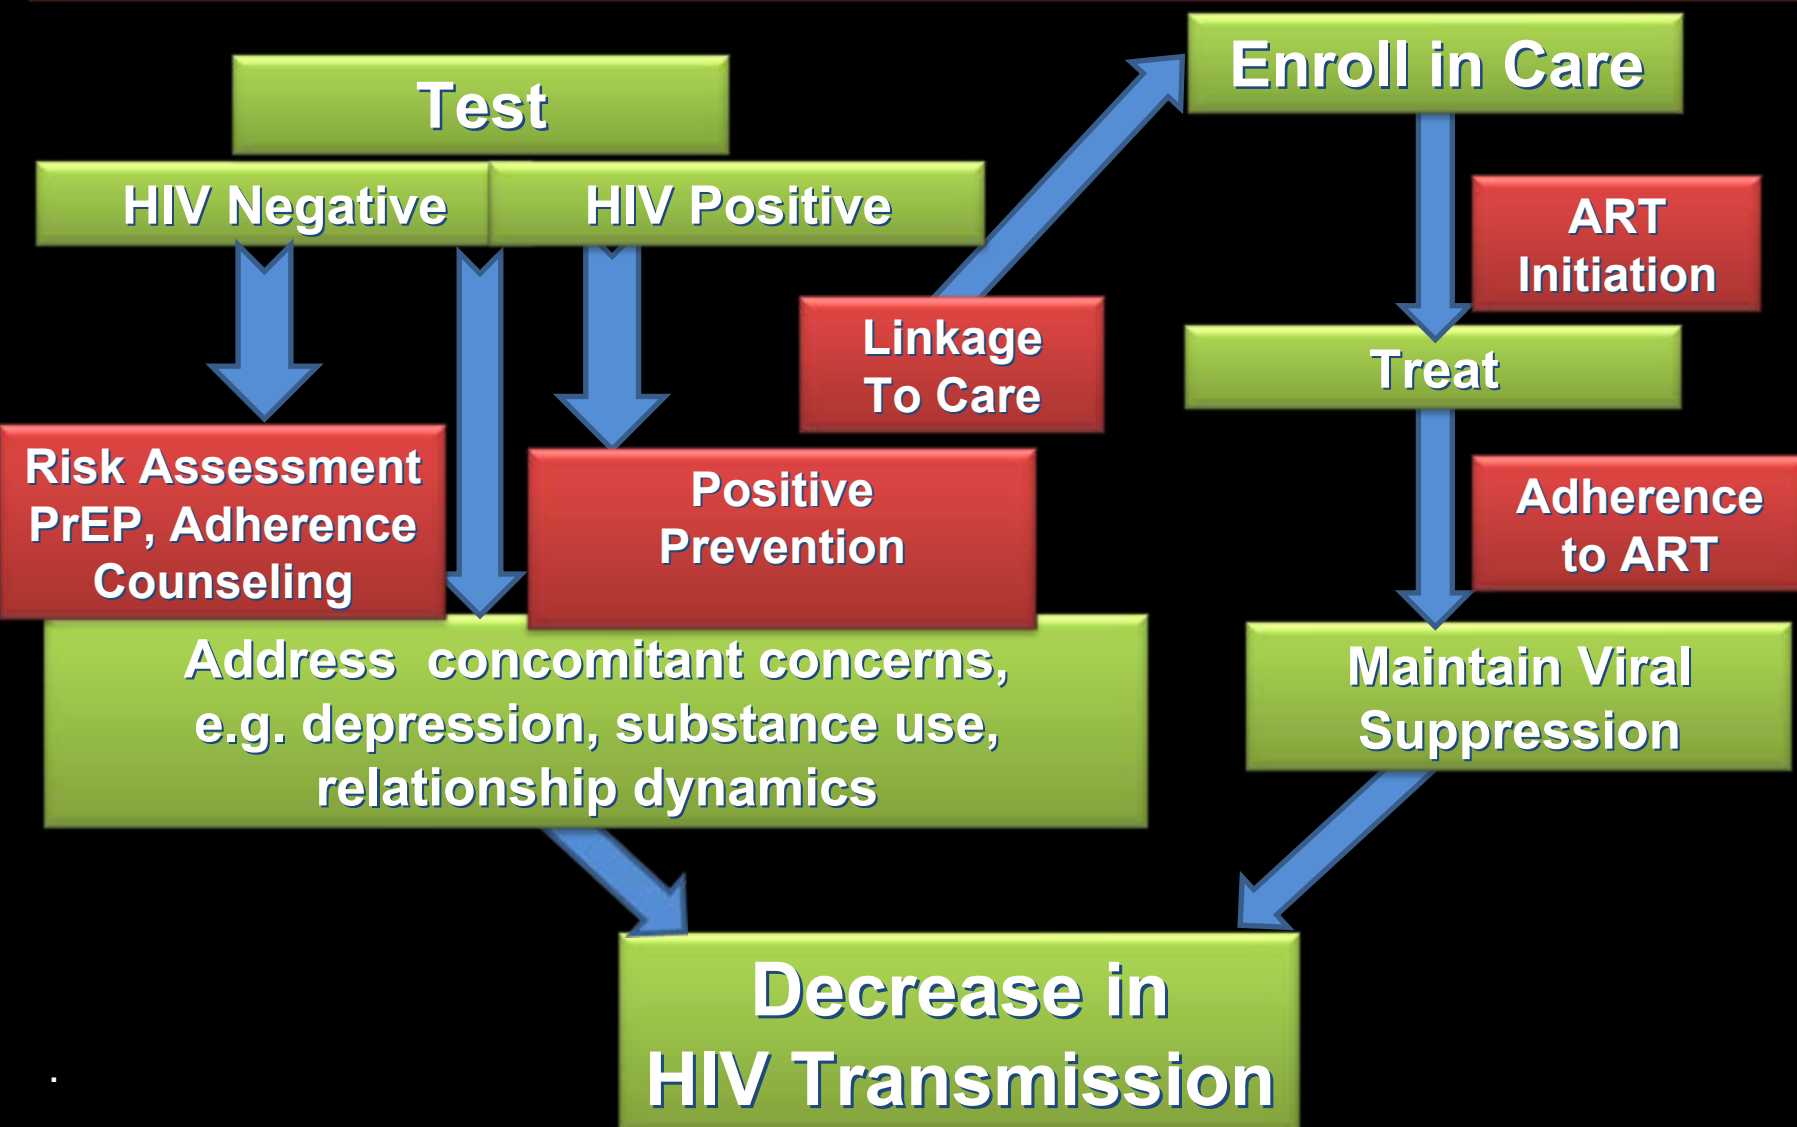 Test
HIV Negative
HIV Positive
Risk Assessment
PrEP, Adherence
Counseling
Positive
Prevention
Address concomitant concerns,
e.g. depression, substance use,
relationship dynamics
Linkage
To Care
Enroll in Care
ART
Initiation
Treat
Adherence
to ART
Maintain Viral
Suppression
Decrease in
HIV Transmission
.